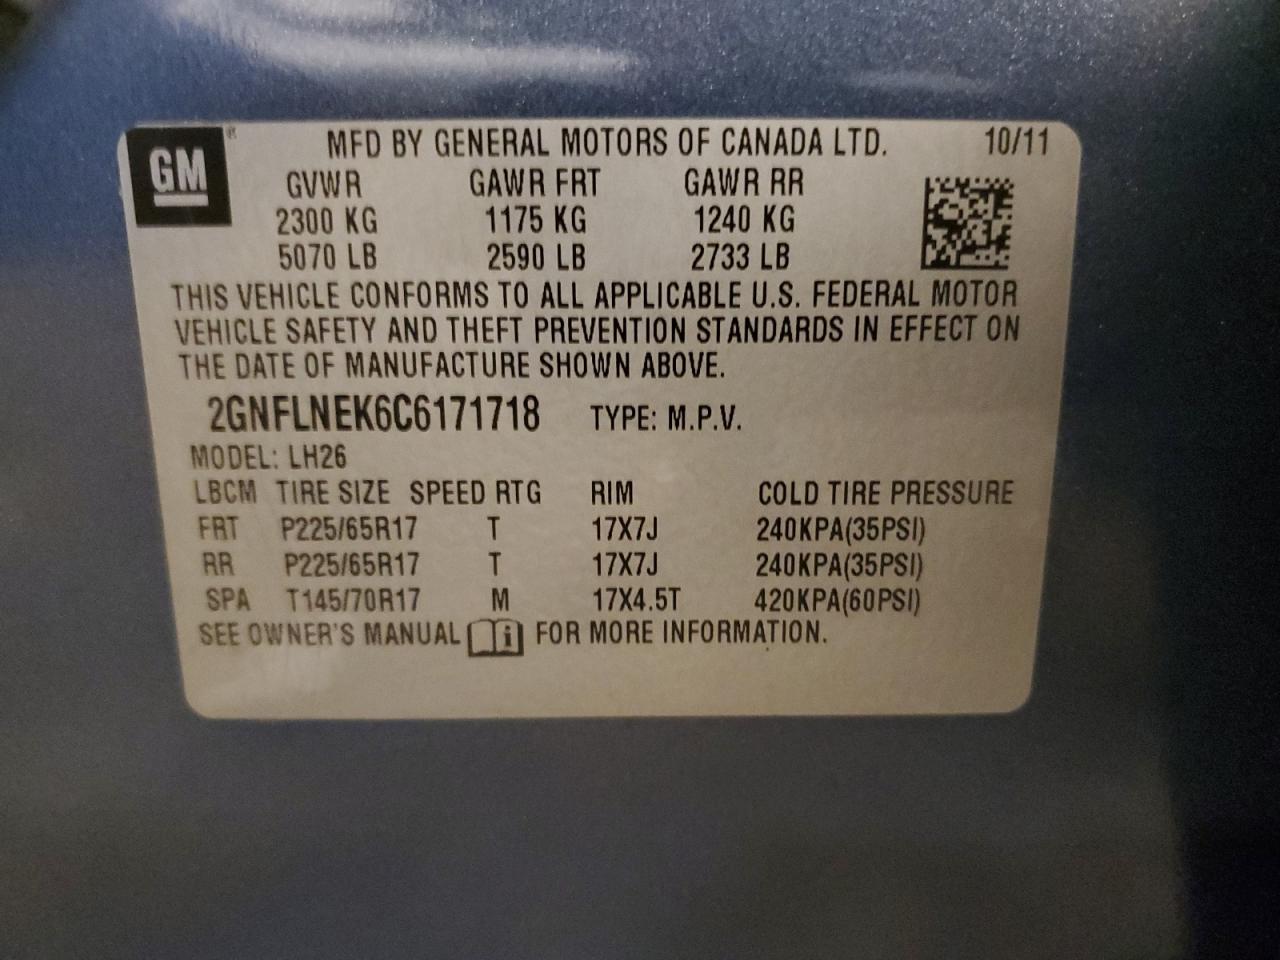 GM® MFD BY GENERAL MOTORS OF CANADA LTD. 10/11
GVWR GAWR FRT GAWR RR
2300 KG 1175 KG 1240 KG
5070 LB 2590 LB 2733 LB
THIS VEHICLE CONFORMS TO ALL APPLICABLE U.S. FEDERAL MOTOR
VEHICLE SAFETY AND THEFT PREVENTION STANDARDS IN EFFECT ON
THE DATE OF MANUFACTURE SHOWN ABOVE.
2GNFLNEK6C6171718 TYPE: M.P.V.
MODEL: LH26
LBCM TIRE SIZE SPEED RTG RIM COLD TIRE PRESSURE
FRT P225/65R17 T 17X7J 240KPA(35PSI)
RR P225/65R17 T 17X7J 240KPA(35PSI)
SPA T145/70R17 M 17X4.5T 420KPA(60PSI)
SEE OWNER'S MANUAL i FOR MORE INFORMATION.